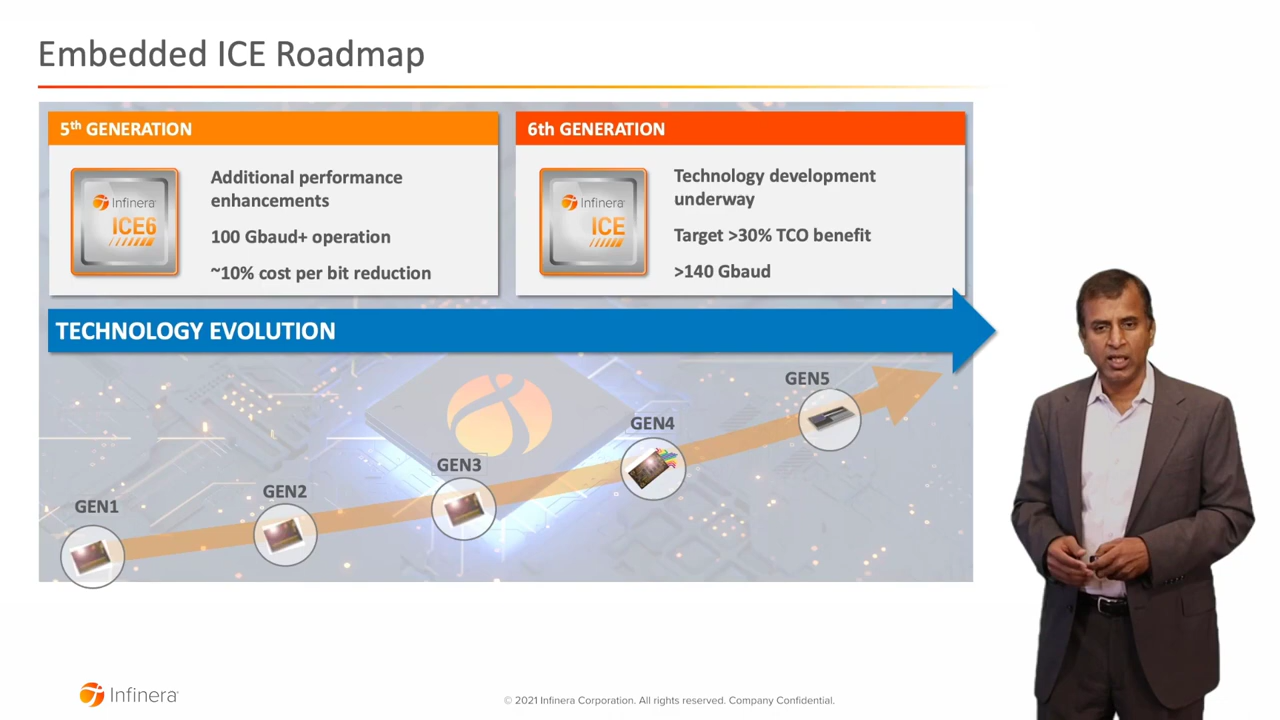 Embedded ICE Roadmap
5th GENERATION
Infinera
ICE6
Additional performance
enhancements
100 Gbaud+ operation
~10% cost per bit reduction
6th GENERATION
Infinera
ICE
Technology development
underway
Target >30% TCO benefit
>140 Gbaud
TECHNOLOGY EVOLUTION
GEN1
GEN2
GEN3
GEN4
GEN5
Infinera
© 2021 Infinera Corporation. All rights reserved. Company Confidential.